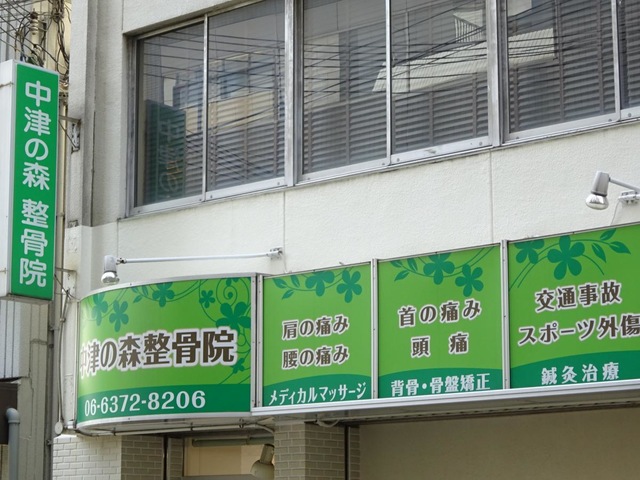 中津の森 整骨院
中津の森整骨院
06-6372-8206
肩の痛み
腰の痛み
メディカルマッサージ
首の痛み
頭痛
背骨・骨盤矯正
交通事故
スポーツ外傷
鍼灸治療